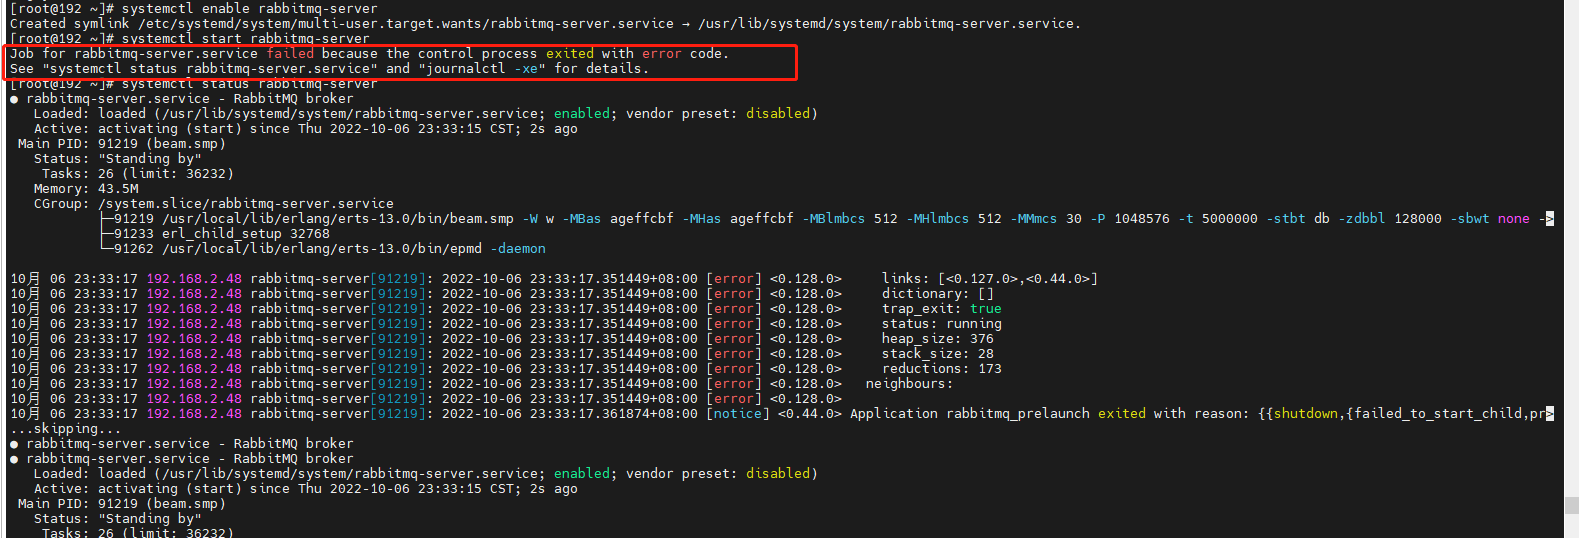 [root@192 ~]# systemctl enable rabbitmq-server
Created symlink /etc/systemd/system/multi-user.target.wants/rabbitmq-server.service → /usr/lib/systemd/system/rabbitmq-server.service.
[root@192 ~]# systemctl start rabbitmq-server
Job for rabbitmq-server.service failed because the control process exited with error code.
See "systemctl status rabbitmq-server.service" and "journalctl -xe" for details.
[root@192 ~]# systemctl status rabbitmq-server
● rabbitmq-server.service - RabbitMQ broker
   Loaded: loaded (/usr/lib/systemd/system/rabbitmq-server.service; enabled; vendor preset: disabled)
   Active: activating (start) since Thu 2022-10-06 23:33:15 CST; 2s ago
 Main PID: 91219 (beam.smp)
   Status: "Standing by"
    Tasks: 26 (limit: 36232)
   Memory: 43.5M
   CGroup: /system.slice/rabbitmq-server.service
           ├─91219 /usr/local/lib/erlang/erts-13.0/bin/beam.smp -W w -MBas ageffcbf -MHas ageffcbf -MBlmbcs 512 -MHlmbcs 512 -MMmcs 30 -P 1048576 -t 5000000 -stbt db -zdbbl 128000 -sbwt none ->
           ├─91233 erl_child_setup 32768
           └─91262 /usr/local/lib/erlang/erts-13.0/bin/epmd -daemon
10月 06 23:33:17 192.168.2.48 rabbitmq-server[91219]: 2022-10-06 23:33:17.351449+08:00 [error] <0.128.0>     links: [<0.127.0>,<0.44.0>]
10月 06 23:33:17 192.168.2.48 rabbitmq-server[91219]: 2022-10-06 23:33:17.351449+08:00 [error] <0.128.0>     dictionary: []
10月 06 23:33:17 192.168.2.48 rabbitmq-server[91219]: 2022-10-06 23:33:17.351449+08:00 [error] <0.128.0>     trap_exit: true
10月 06 23:33:17 192.168.2.48 rabbitmq-server[91219]: 2022-10-06 23:33:17.351449+08:00 [error] <0.128.0>     status: running
10月 06 23:33:17 192.168.2.48 rabbitmq-server[91219]: 2022-10-06 23:33:17.351449+08:00 [error] <0.128.0>     heap_size: 376
10月 06 23:33:17 192.168.2.48 rabbitmq-server[91219]: 2022-10-06 23:33:17.351449+08:00 [error] <0.128.0>     stack_size: 28
10月 06 23:33:17 192.168.2.48 rabbitmq-server[91219]: 2022-10-06 23:33:17.351449+08:00 [error] <0.128.0>     reductions: 173
10月 06 23:33:17 192.168.2.48 rabbitmq-server[91219]: 2022-10-06 23:33:17.351449+08:00 [error] <0.128.0>   neighbours:
10月 06 23:33:17 192.168.2.48 rabbitmq-server[91219]: 2022-10-06 23:33:17.351449+08:00 [error] <0.128.0>
10月 06 23:33:17 192.168.2.48 rabbitmq-server[91219]: 2022-10-06 23:33:17.361874+08:00 [notice] <0.44.0> Application rabbitmq_prelaunch exited with reason: {{shutdown,{failed_to_start_child,pr>
...skipping...
● rabbitmq-server.service - RabbitMQ broker
● rabbitmq-server.service - RabbitMQ broker
   Loaded: loaded (/usr/lib/systemd/system/rabbitmq-server.service; enabled; vendor preset: disabled)
   Active: activating (start) since Thu 2022-10-06 23:33:15 CST; 2s ago
 Main PID: 91219 (beam.smp)
   Status: "Standing by"
    Tasks: 26 (limit: 36232)